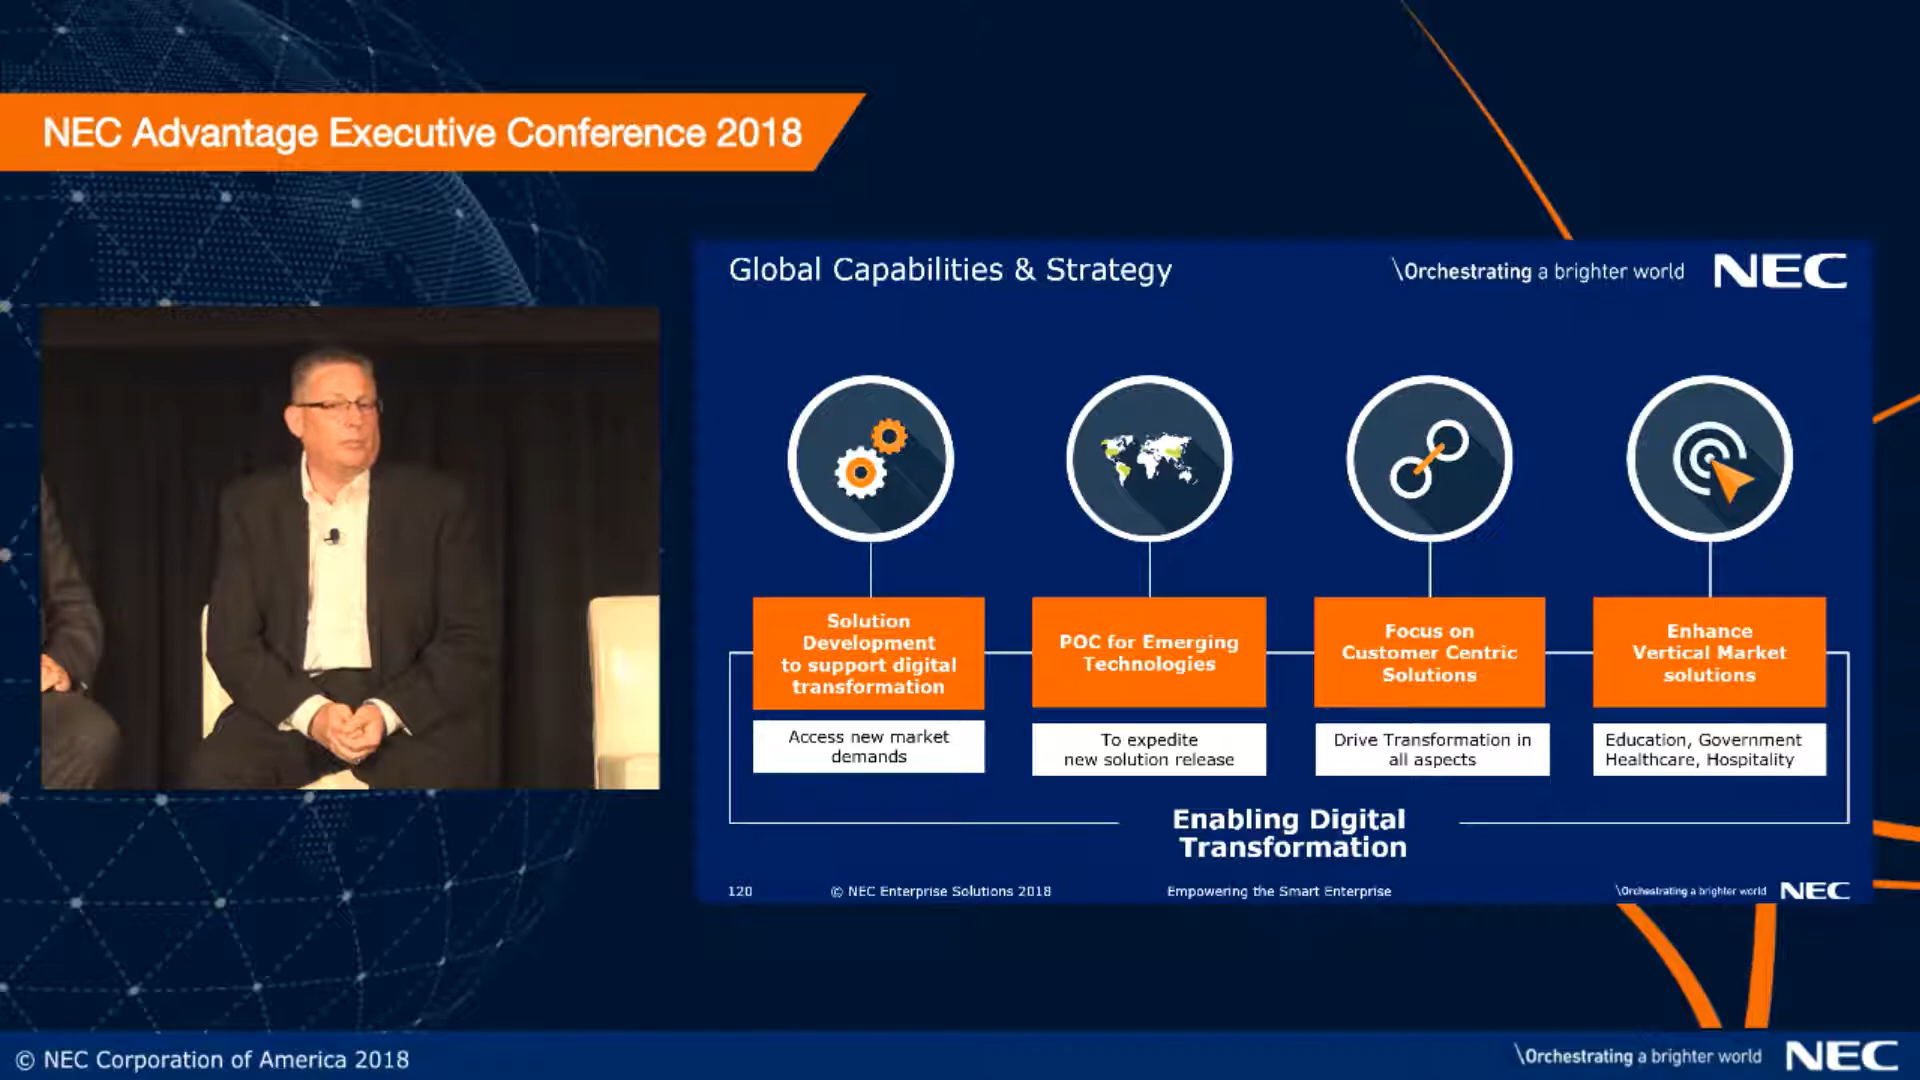 NEC Advantage Executive Conference 2018
Global Capabilities & Strategy
\Orchestrating a brighter world NEC
Solution
Development
to support digital
transformation
Access new market
demands
POC for Emerging
Technologies
To expedite
new solution release
Focus on
Customer Centric
Solutions
Drive Transformation in
all aspects
Enhance
Vertical Market
solutions
Education, Government
Healthcare, Hospitality
Enabling Digital
Transformation
120 © NEC Enterprise Solutions 2018 Empowering the Smart Enterprise \Orchestrating a brighter world NEC
© NEC Corporation of America 2018 \Orchestrating a brighter world NEC